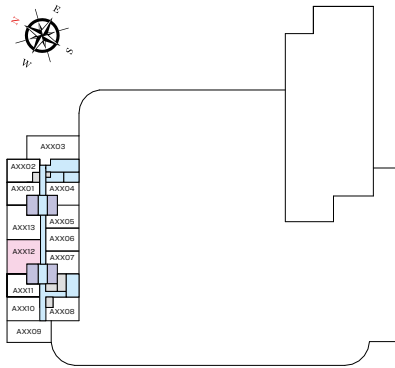 N
E
S
W
AXX03
AXX02
AXX01 AXX04
AXX13 AXX05
AXX06
AXX12 AXX07
AXX11
AXX10 AXX08
AXX09